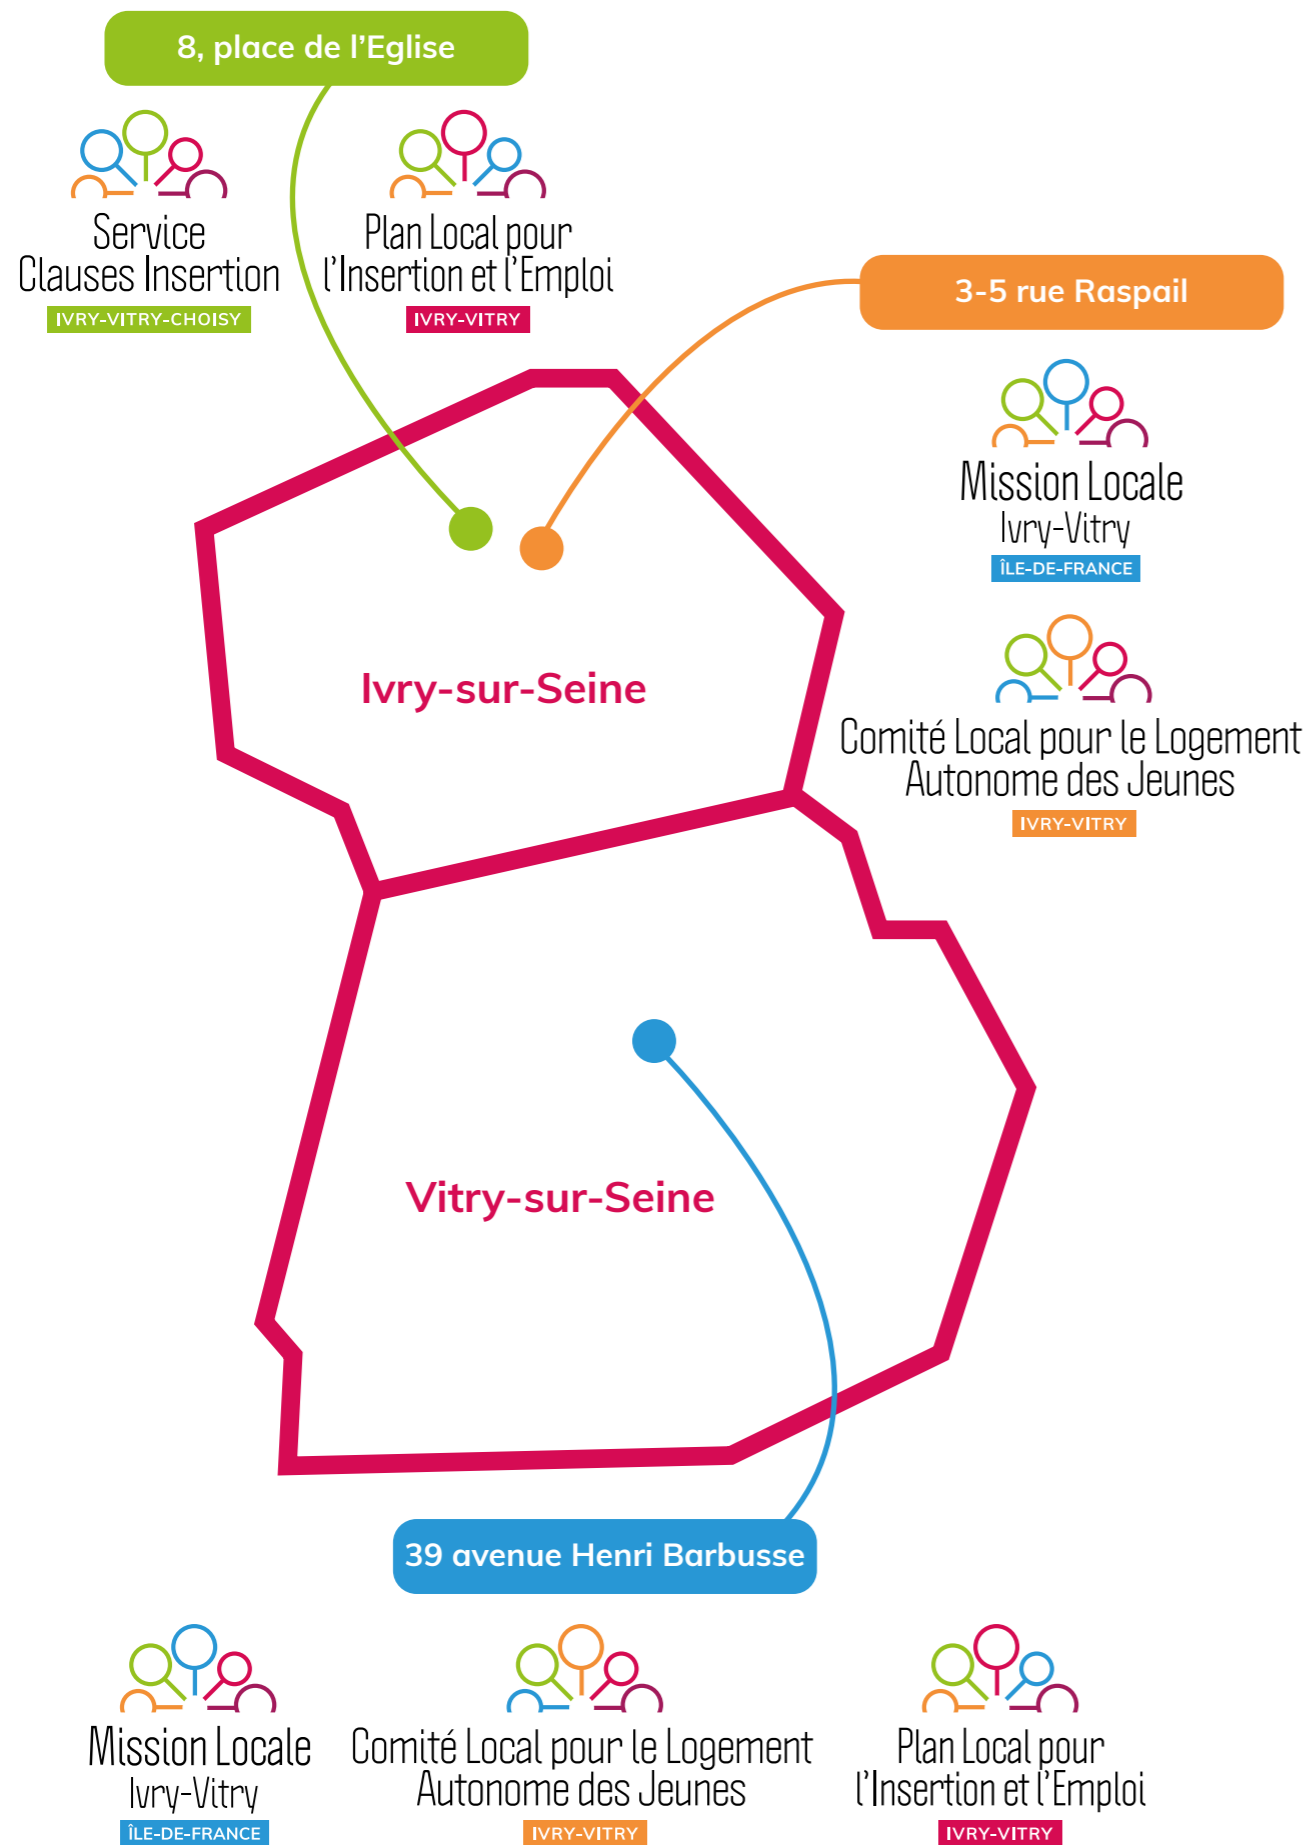 8, place de l’Eglise
Service
Clauses Insertion
IVRY-VITRY-CHOISY
Plan Local pour
l’Insertion et l’Emploi
IVRY-VITRY
3-5 rue Raspail
Mission Locale
Ivry-Vitry
ÎLE-DE-FRANCE
Comité Local pour le Logement
Autonome des Jeunes
IVRY-VITRY
Ivry-sur-Seine
Vitry-sur-Seine
39 avenue Henri Barbusse
Mission Locale
Ivry-Vitry
ÎLE-DE-FRANCE
Comité Local pour le Logement
Autonome des Jeunes
IVRY-VITRY
Plan Local pour
l’Insertion et l’Emploi
IVRY-VITRY